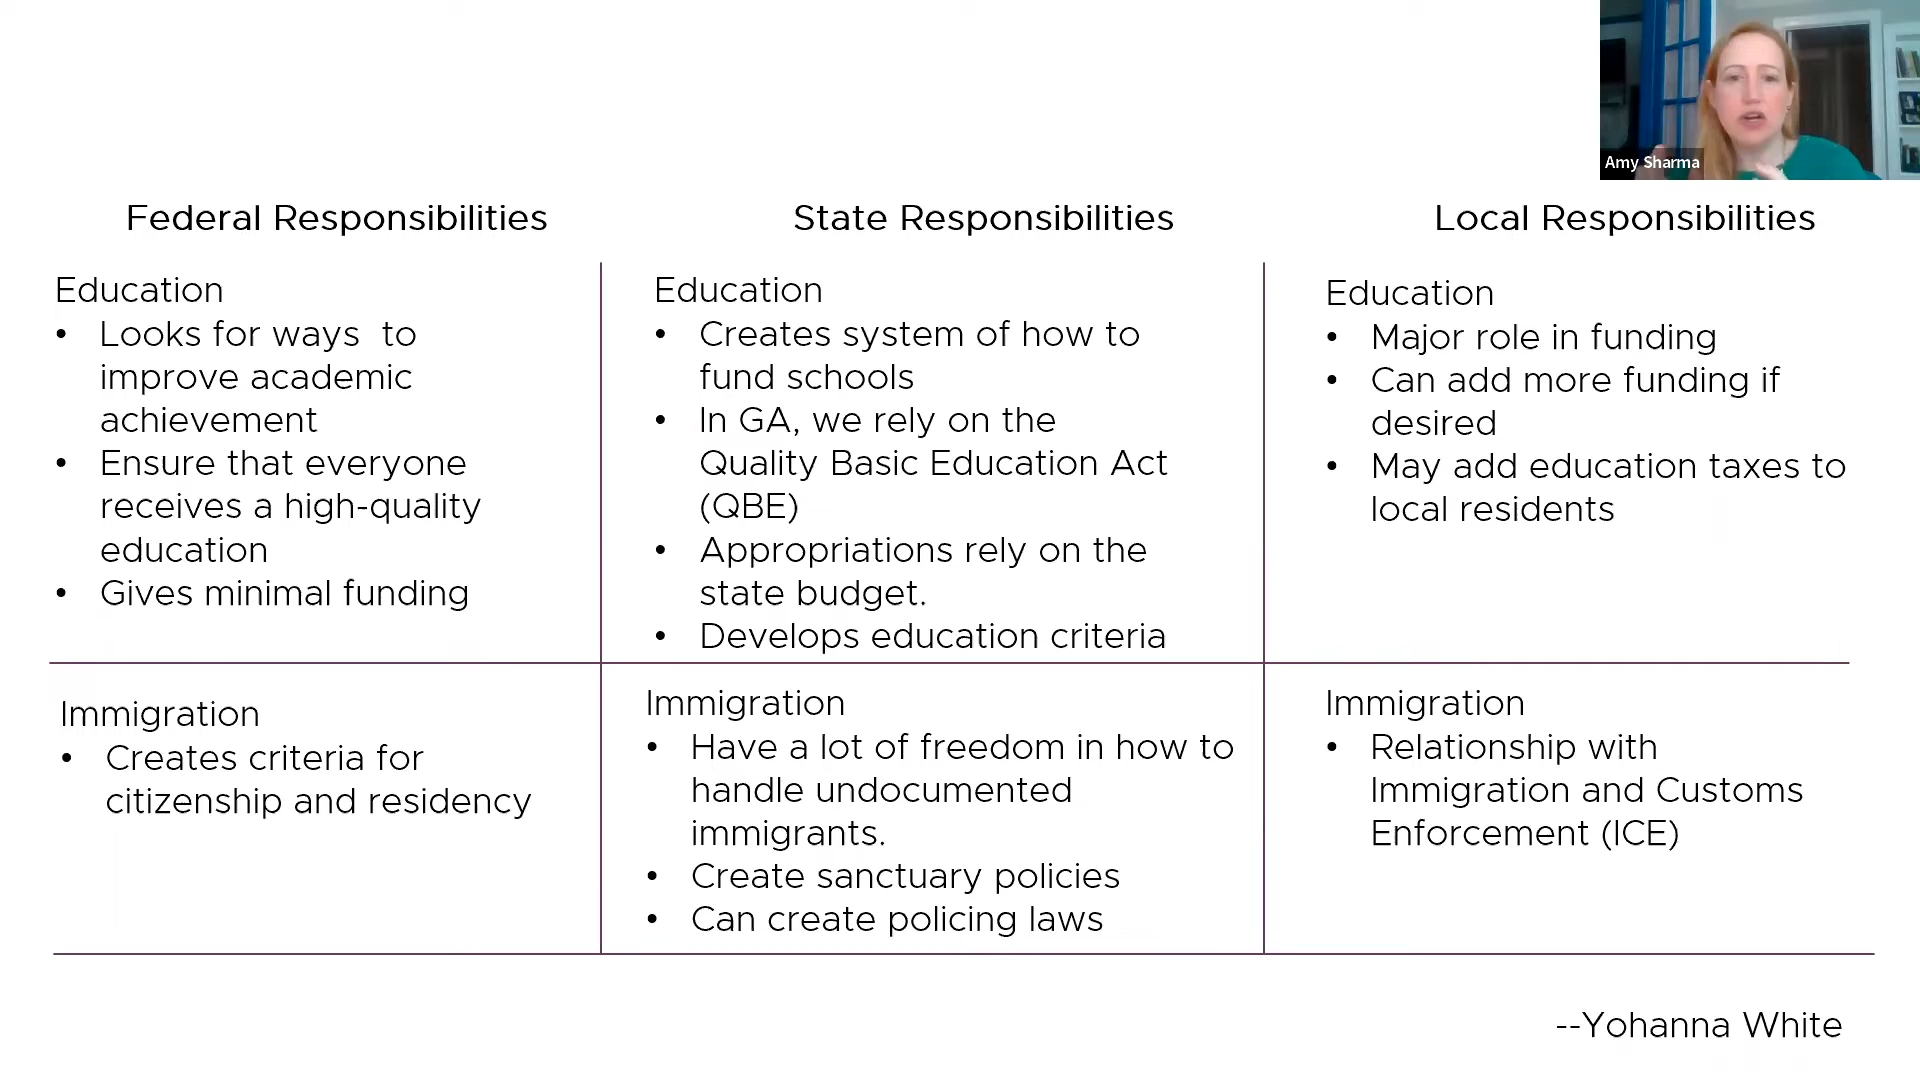 Amy Sharma
Federal Responsibilities
State Responsibilities
Local Responsibilities
Education
• Looks for ways  to
improve academic
achievement
• Ensure that everyone
receives a high-quality
education
• Gives minimal funding
Education
• Creates system of how to
fund schools
• In GA, we rely on the
Quality Basic Education Act
(QBE)
• Appropriations rely on the
state budget.
• Develops education criteria
Education
• Major role in funding
• Can add more funding if
desired
• May add education taxes to
local residents
Immigration
• Creates criteria for
citizenship and residency
Immigration
• Have a lot of freedom in how to
handle undocumented
immigrants.
• Create sanctuary policies
• Can create policing laws
Immigration
• Relationship with
Immigration and Customs
Enforcement (ICE)
--Yohanna White